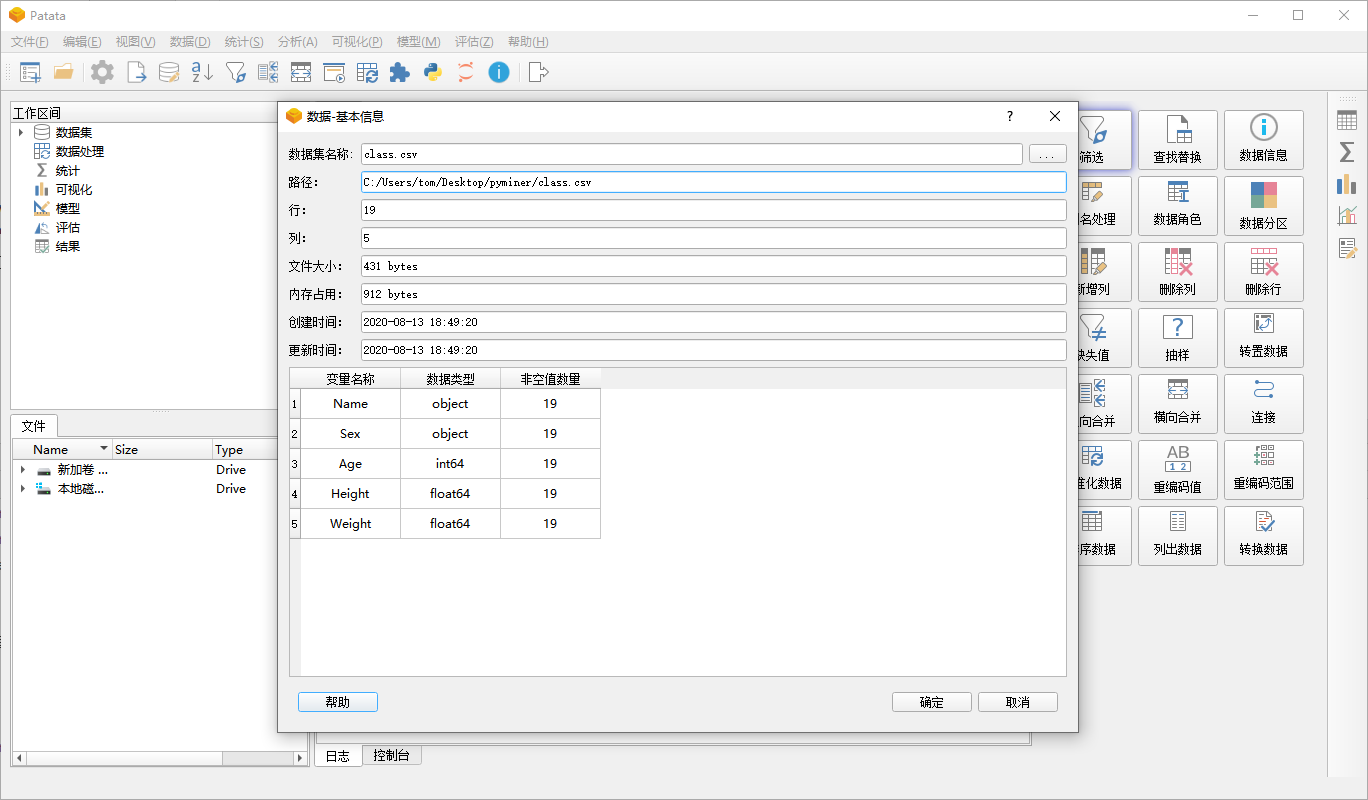 Patata
文件(F) 编辑(E) 视图(V) 数据(D) 统计(S) 分析(A) 可视化(P) 模型(M) 评估(Z) 帮助(H)
工作区间
数据集
数据处理
统计
可视化
模型
评估
结果
文件
Name Size Type
新加卷 ... Drive
本地磁... Drive
数据-基本信息
?
数据集名称: class.csv ...
路径: C:/Users/tom/Desktop/pyminer/class.csv
行: 19
列: 5
文件大小: 431 bytes
内存占用: 912 bytes
创建时间: 2020-08-13 18:49:20
更新时间: 2020-08-13 18:49:20
变量名称 数据类型 非空值数量
1 Name object 19
2 Sex object 19
3 Age int64 19
4 Height float64 19
5 Weight float64 19
帮助 确定 取消
日志 控制台
筛选 查找替换 数据信息
名处理 数据角色 数据分区
新增列 删除列 删除行
缺失值 抽样 转置数据
向合并 横向合并 连接
准化数据 重编码值 重编码范围
序数据 列出数据 转换数据